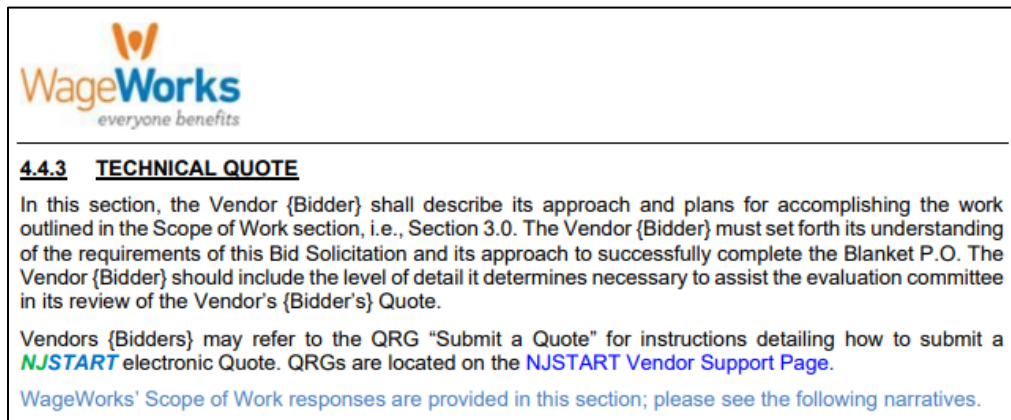 WageWorks
everyone benefits
4.4.3 TECHNICAL QUOTE
In this section, the Vendor {Bidder} shall describe its approach and plans for accomplishing the work
outlined in the Scope of Work section, i.e., Section 3.0. The Vendor {Bidder} must set forth its understanding
of the requirements of this Bid Solicitation and its approach to successfully complete the Blanket P.O. The
Vendor {Bidder} should include the level of detail it determines necessary to assist the evaluation committee
in its review of the Vendor's {Bidder's} Quote.
Vendors {Bidders} may refer to the QRG “Submit a Quote” for instructions detailing how to submit a
NJSTART electronic Quote. QRGs are located on the NJSTART Vendor Support Page.
WageWorks' Scope of Work responses are provided in this section; please see the following narratives.